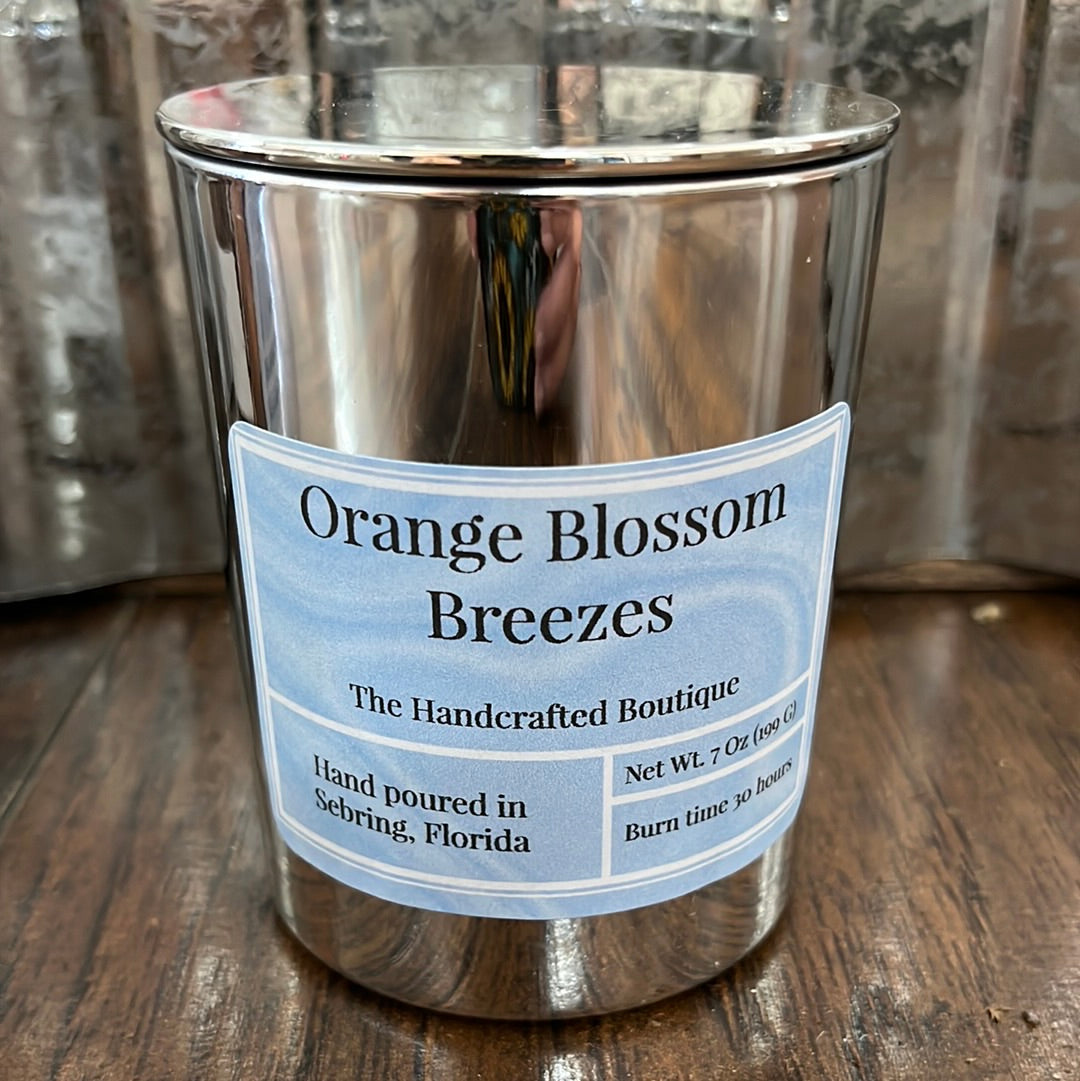 Orange Blossom
Breezes
The Handcrafted Boutique
Hand poured in
Sebring, Florida
Net Wt. 7 Oz (199 G)
Burn time 30 hours